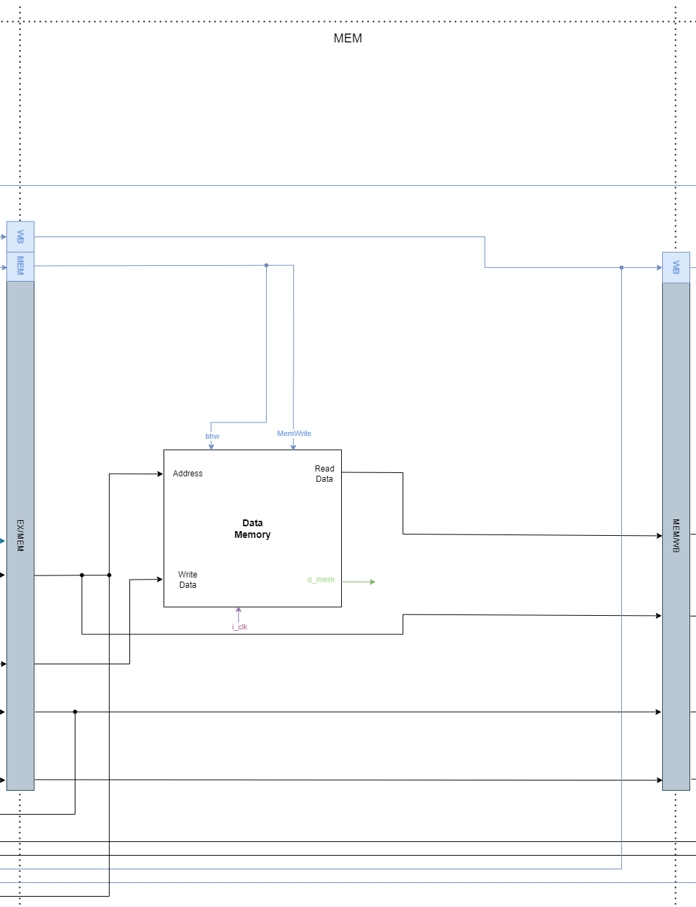 MEM
WB
MEM
WB
bhw
MemWrite
Address
Read
Data
Data
Memory
EX/MEM
MEM/WB
Write
Data
o_mem
i_clk